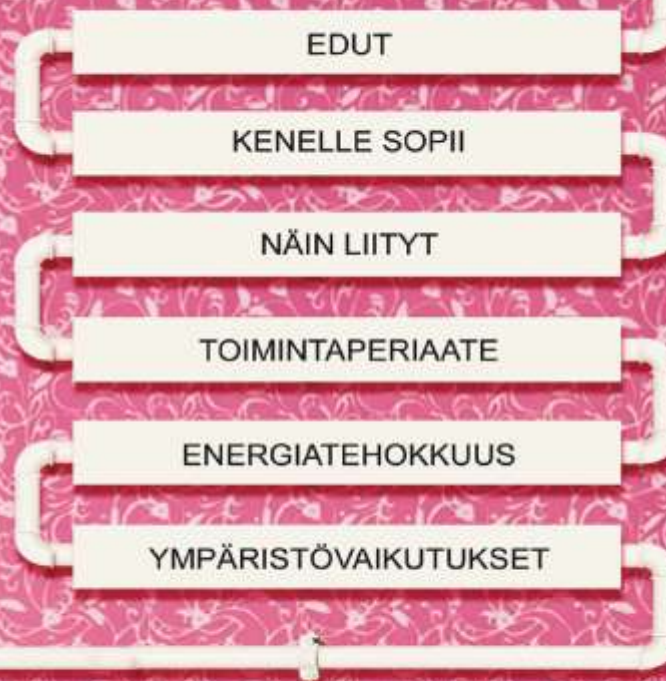 EDUT
KENELLE SOPII
NÄIN LIITYT
TOIMINTAPERIAATE
ENERGIATEHOKKUUS
YMPÄRISTÖVAIKUTUKSET